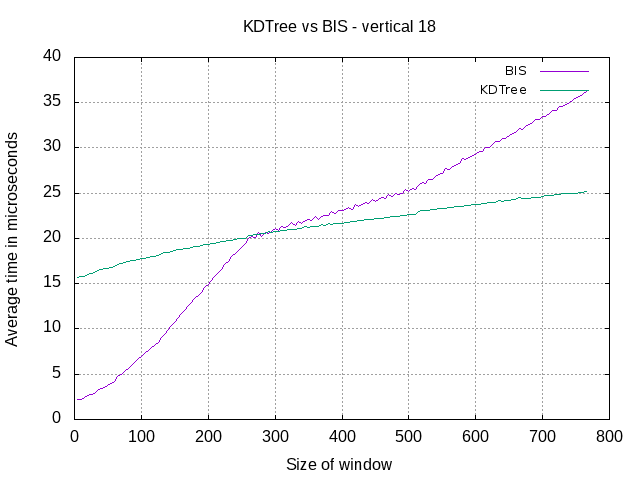 KDTree vs BIS - vertical 18
BIS
KDTree
40
35
30
25
20
15
10
5
0
Average time in microseconds
0 100 200 300 400 500 600 700 800
Size of window